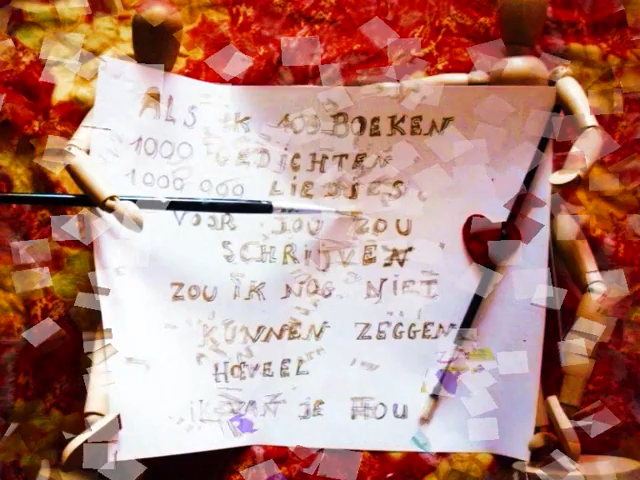 ALS IK 100 BOEKEN
1000 GEDICHTEN
1000 000 LIEDJES
VOOR JOU ZOU
SCHRIJVEN
ZOU IK NOG NIET
KUNNEN ZEGGEN
HOEVEEL
IK VAN JE HOU